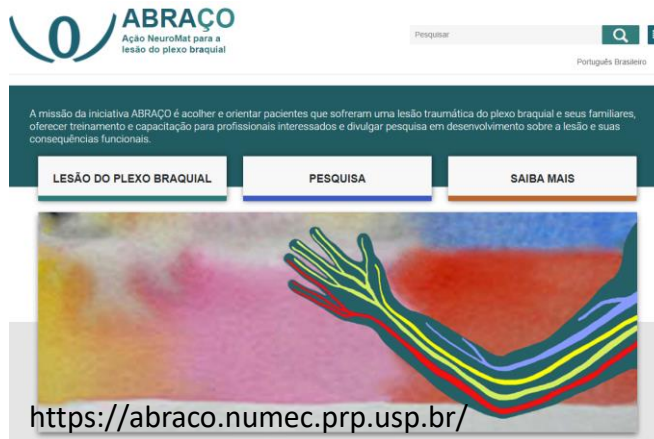 ABRAÇO
Ação NeuroMat para a
lesão do plexo braquial
Pesquisar
Português Brasileiro
A missão da iniciativa ABRAÇO é acolher e orientar pacientes que sofreram uma lesão traumática do plexo braquial e seus familiares,
oferecer treinamento e capacitação para profissionais interessados e divulgar pesquisa em desenvolvimento sobre a lesão e suas
consequências funcionais.
LESÃO DO PLEXO BRAQUIAL
PESQUISA
SAIBA MAIS
https://abraco.numec.prp.usp.br/